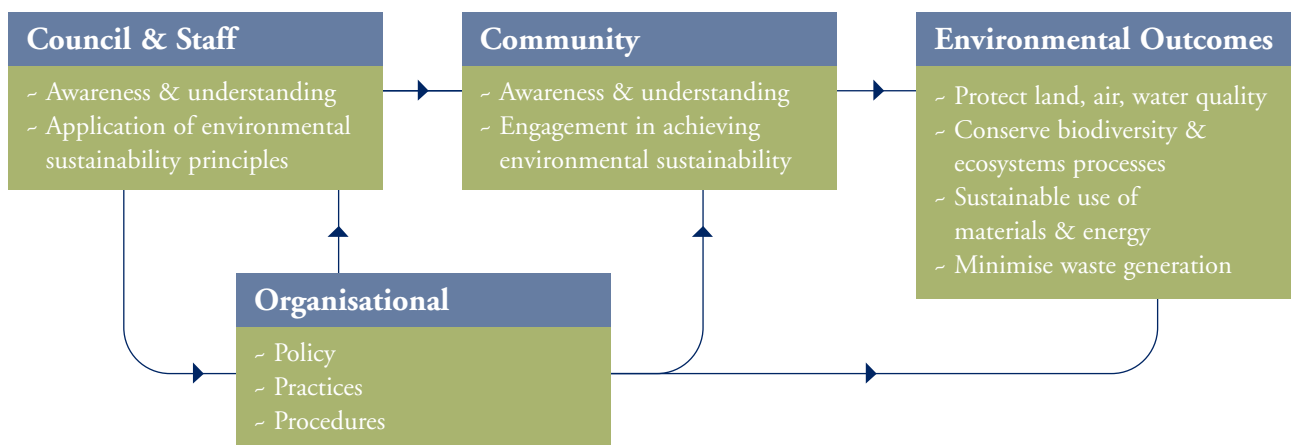 Council & Staff
~ Awareness & understanding
~ Application of environmental
sustainability principles
Community
~ Awareness & understanding
~ Engagement in achieving
environmental sustainability
Environmental Outcomes
~ Protect land, air, water quality
~ Conserve biodiversity &
ecosystems processes
~ Sustainable use of
materials & energy
~ Minimise waste generation
Organisational
~ Policy
~ Practices
~ Procedures